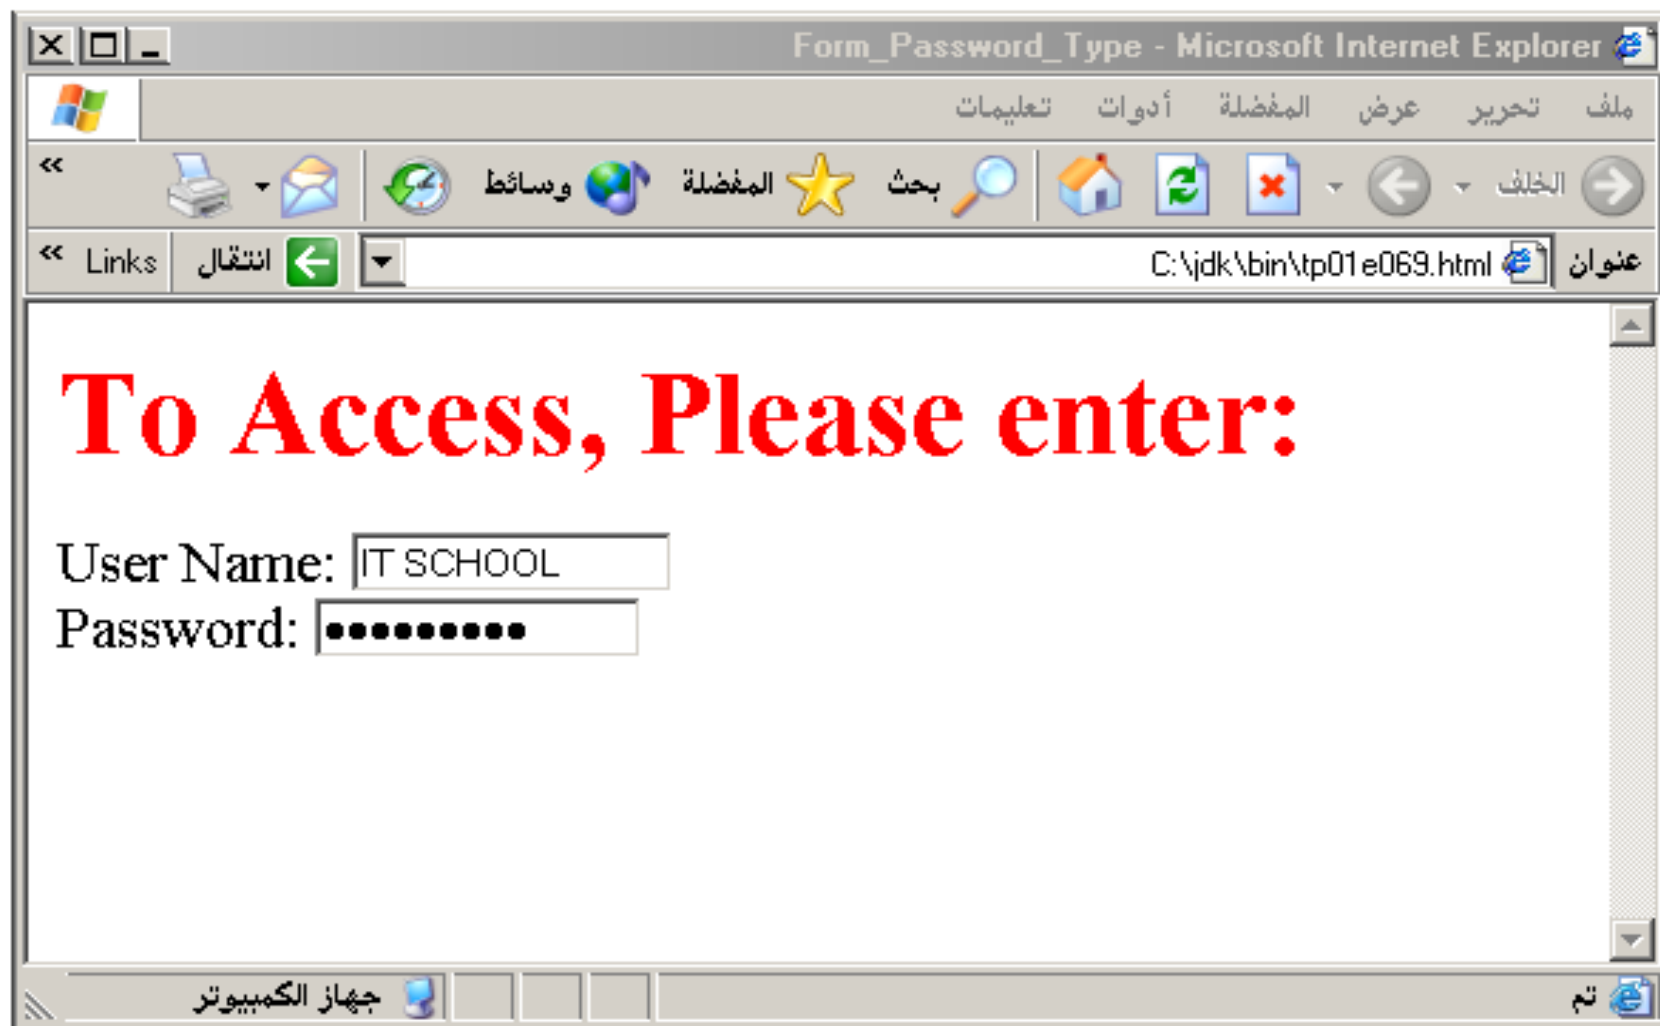 Form_Password_Type - Microsoft Internet Explorer
ملف تحرير عرض المفضلة أدوات تعليمات
الخلف بحث المفضلة وسائط »
عنوان C:\jdk\bin\tp01e069.html انتقال Links »
To Access, Please enter:
User Name: IT SCHOOL
Password: •••••••••
تم جهاز الكمبيوتر